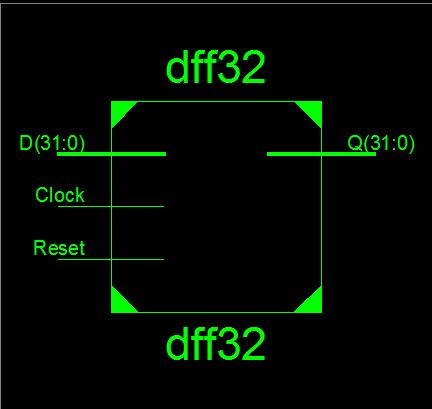 dff32
D(31:0)
Q(31:0)
Clock
Reset
dff32